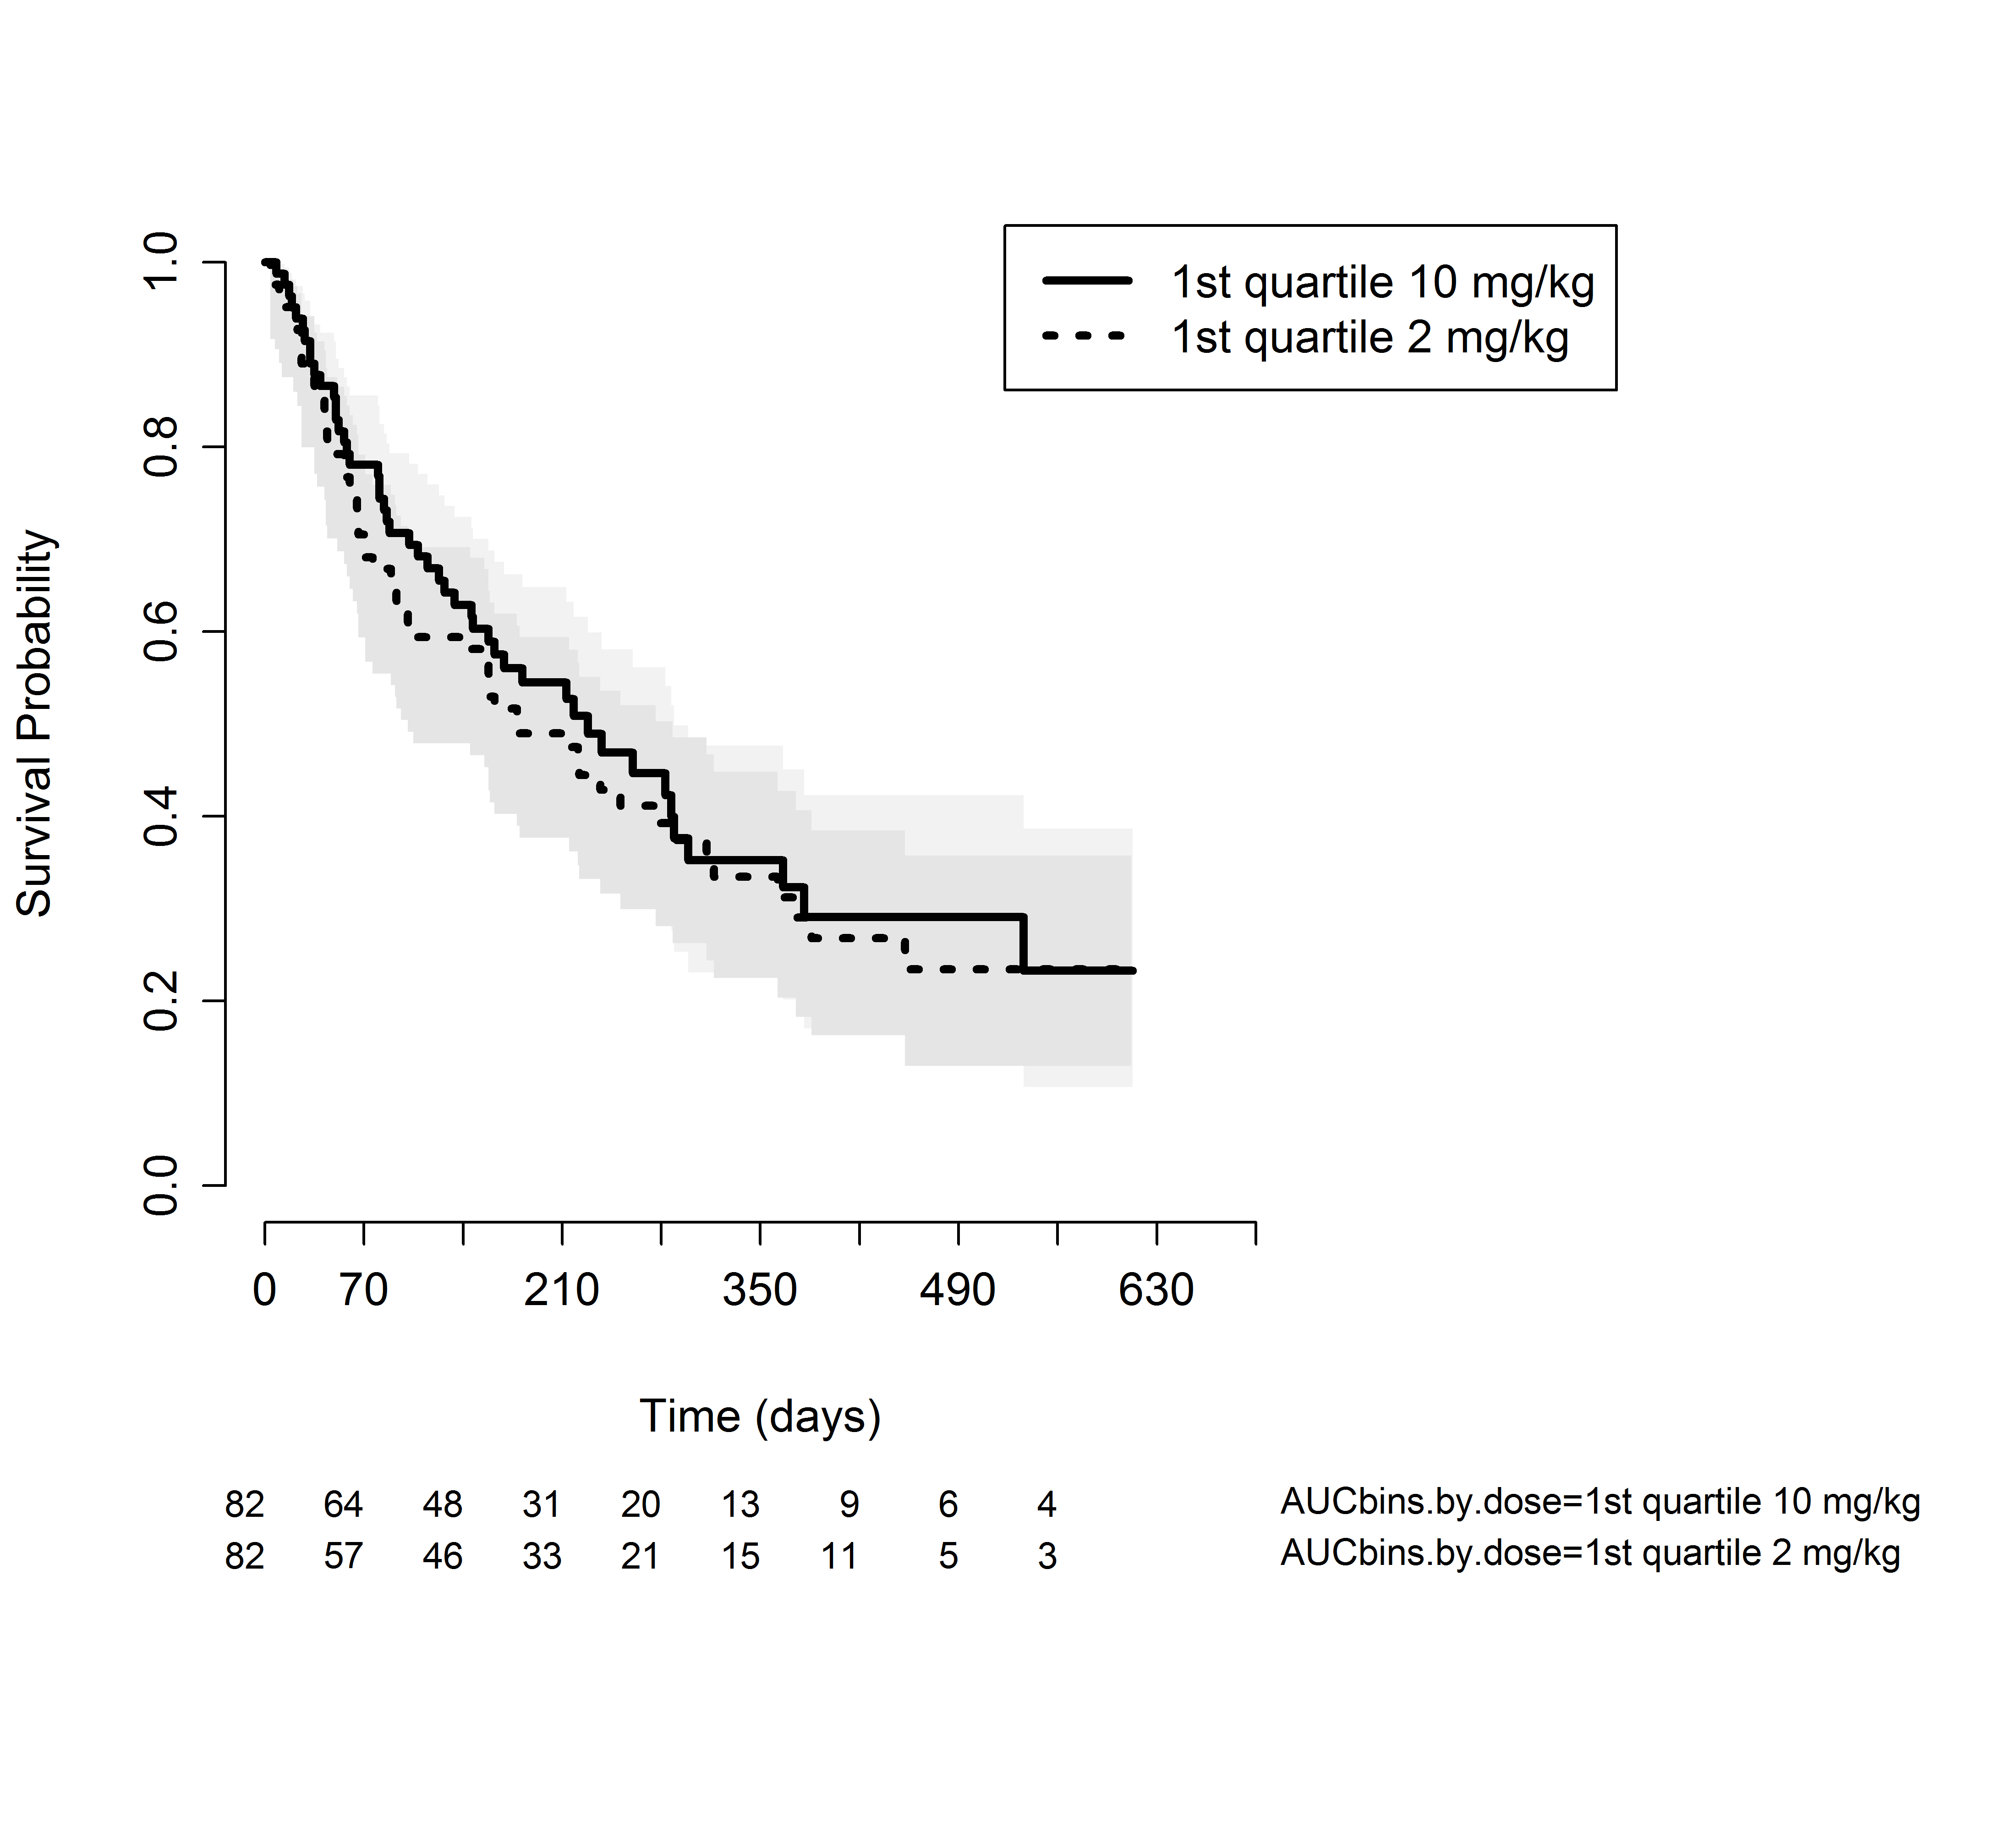 1st quartile 10 mg/kg
1st quartile 2 mg/kg
Survival Probability
1.0
0.8
0.6
0.4
0.2
0.0
0 70 210 350 490 630
Time (days)
82 64 48 31 20 13 9 6 4 AUCbins.by.dose=1st quartile 10 mg/kg
82 57 46 33 21 15 11 5 3 AUCbins.by.dose=1st quartile 2 mg/kg